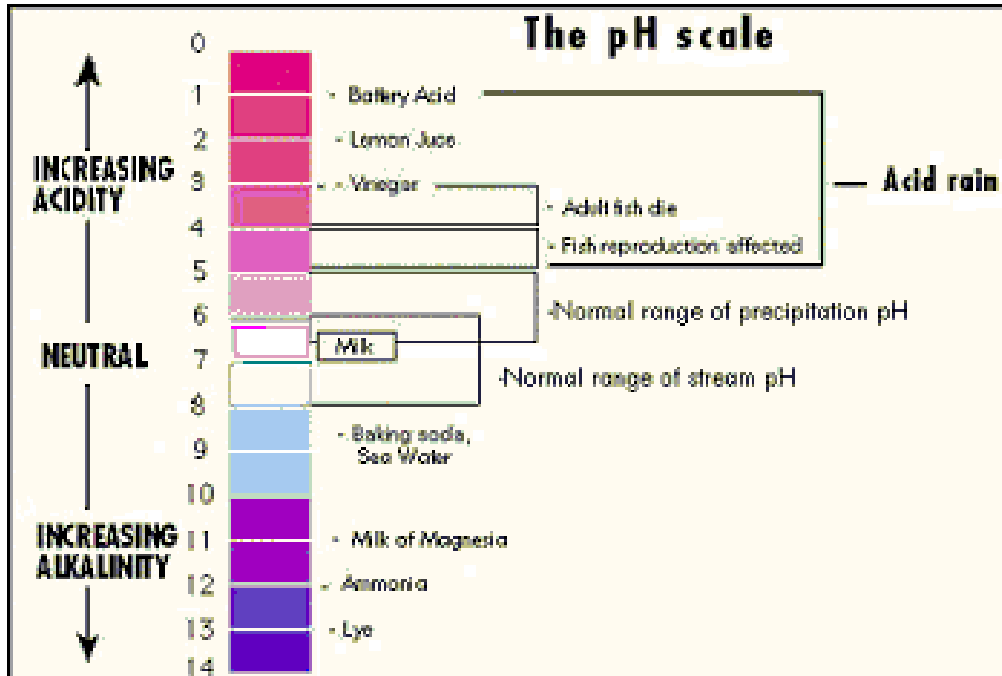 The pH scale
0
1
2
3
4
5
6
7
8
9
10
11
12
13
14
INCREASING
ACIDITY
NEUTRAL
INCREASING
ALKALINITY
- Battery Acid
- Lemon Juce
- Vinegar
- Adult fish die
- Fish reproduction affected
Acid rain
-Normal range of precipitation pH
Milk
-Normal range of stream pH
- Baking soda,
Sea Water
- Milk of Magnesia
- Ammonia
- Lye